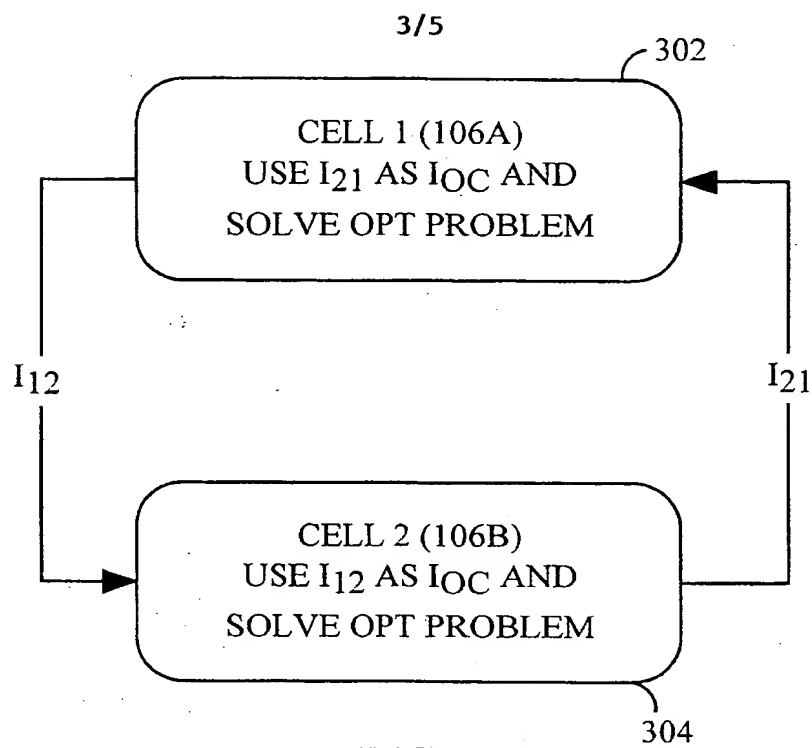 3/5
302
CELL 1 (106A)
USE I21 AS IOC AND
SOLVE OPT PROBLEM
I12
I21
CELL 2 (106B)
USE I12 AS IOC AND
SOLVE OPT PROBLEM
304